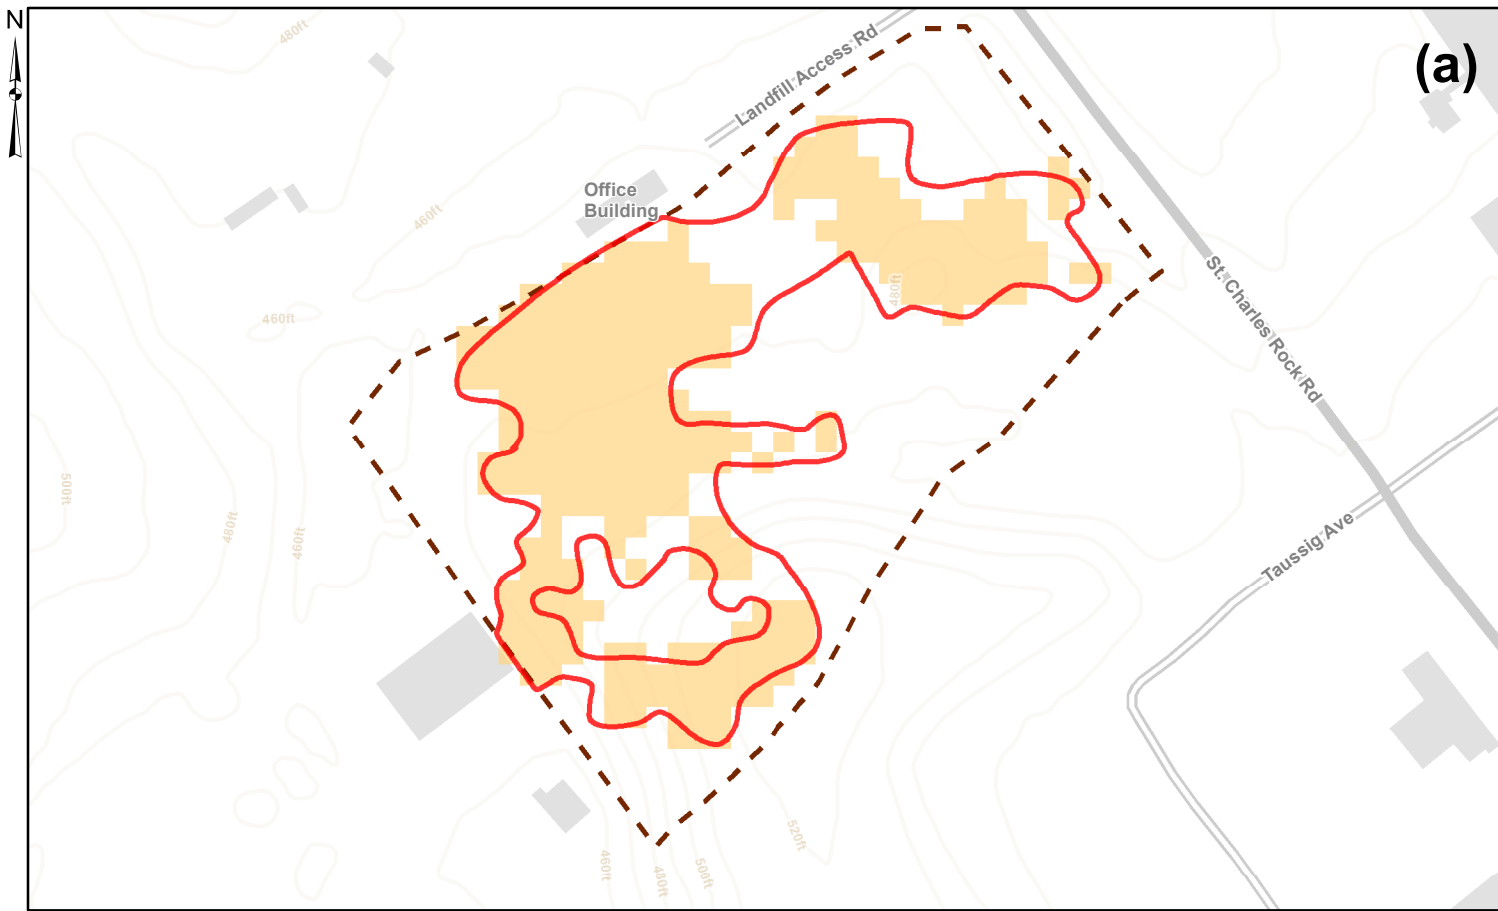 N
480ft
Landfill Access Rd
(a)
Office
Building
460ft
St. Charles Rock Rd
460ft
480ft
500ft
480ft
460ft
Taussig Ave
520ft
460ft
480ft
500ft